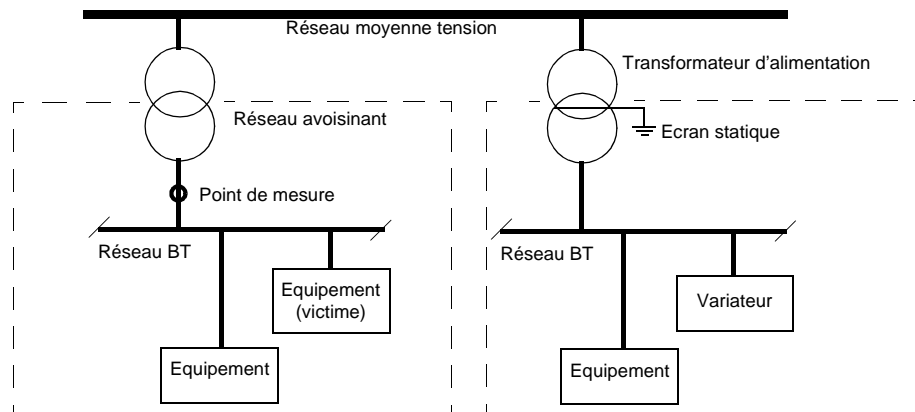 Réseau moyenne tension
Transformateur d'alimentation
Réseau avoisinant
Ecran statique
Point de mesure
Réseau BT
Equipement
(victime)
Equipement
Réseau BT
Variateur
Equipement